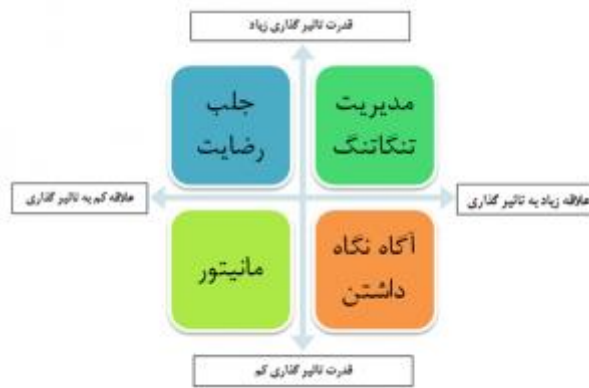 قدرت تاثیر گذاری زیاد
مدیریت
تنگاتنگ
جلب
رضایت
علاقه زیاد به تاثیر گذاری
علاقه کم به تاثیر گذاری
آگاه نگاه
داشتن
مانیتور
قدرت تاثیر گذاری کم